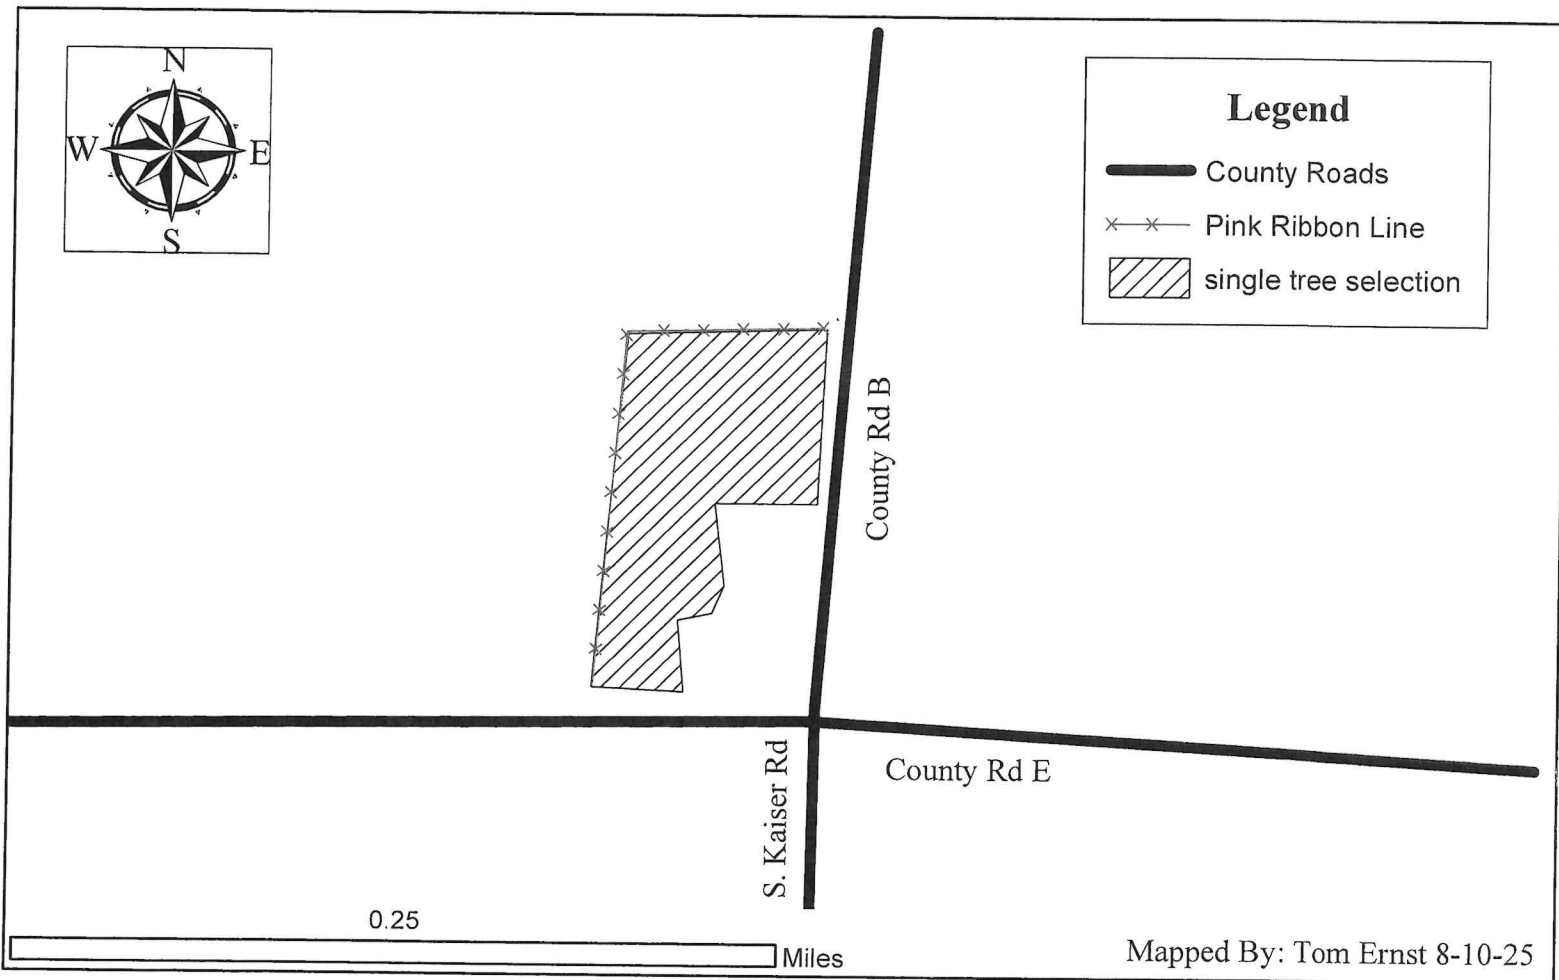 N
W
E
S
Legend
County Roads
Pink Ribbon Line
single tree selection
County Rd B
County Rd E
S. Kaiser Rd
0.25
Miles
Mapped By: Tom Ernst 8-10-25